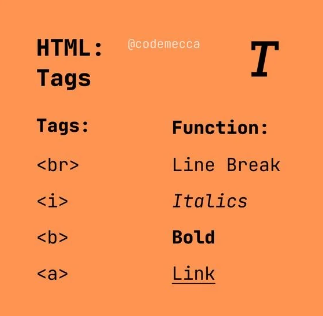 HTML: @codemecca T
Tags
Tags: Function:
<br> Line Break
<i> Italics
<b> Bold
<a> Link